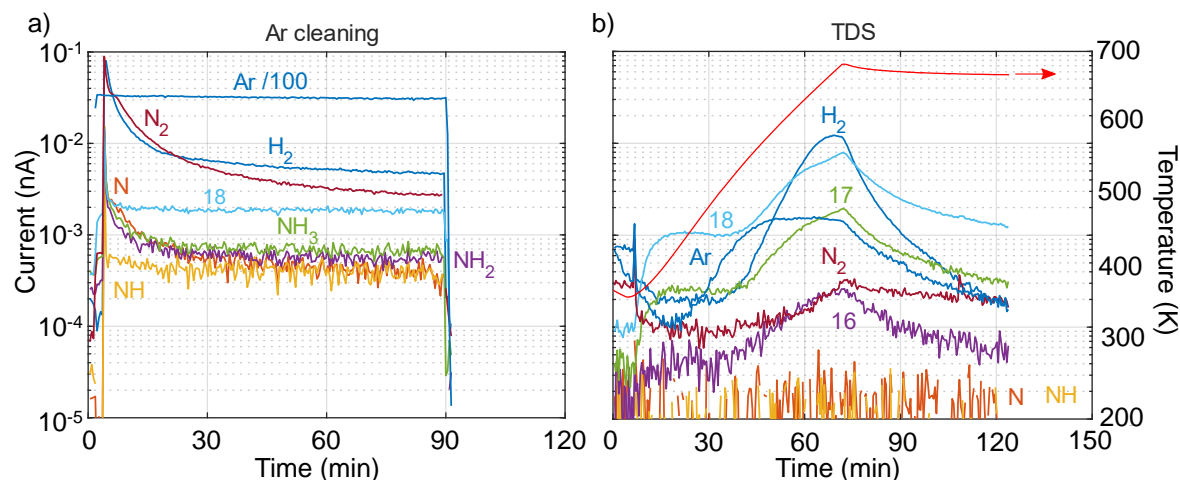 a)
Ar cleaning
10⁻¹
10⁻²
10⁻³
10⁻⁴
10⁻⁵
Current (nA)
Ar /100
N₂
H₂
N
18
NH₃
NH₂
NH
0
30
60
90
120
Time (min)
b)
TDS
H₂
17
18
Ar
N₂
16
N
NH
700
600
500
400
300
200
Temperature (K)
0
30
60
90
120
150
Time (min)